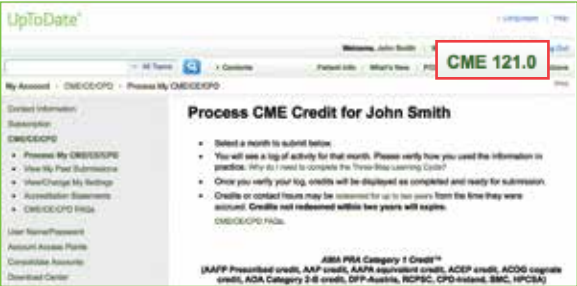 UpToDate®
Welcome, John Smith
CME 121.0
All Topics
Contents
Patient Info What's New
My Account CME/CE/CPD Process My CME/CE/CPD
Contact Information
Subscription
CME/CE/CPD
• Process My CME/CE/CPD
• View My Past Submissions
• View/Change My Settings
• Accreditation Statements
• CME/CE/CPD FAQs
User Name/Password
Account Access Points
Consolidate Accounts
Download Center
Process CME Credit for John Smith
• Select a month to submit below.
• You will see a log of activity for that month. Please verify how you used the information in
practice. Why do I need to complete the Three-Step Learning Cycle?
• Once you verify your log, credits will be displayed as completed and ready for submission.
• Credits or contact hours may be redeemed for up to two years from the time they were
accrued. Credits not redeemed within two years will expire.
CME/CE/CPD FAQs.
AMA PRA Category 1 Credit™
(AAFP Prescribed credit, AAP credit, AAPA equivalent credit, ACEP credit, ACOG cognate
credit, AOA Category 2-B credit, DFP-Austria, RCPSC, CPD-Ireland, SMC, HPCSA)